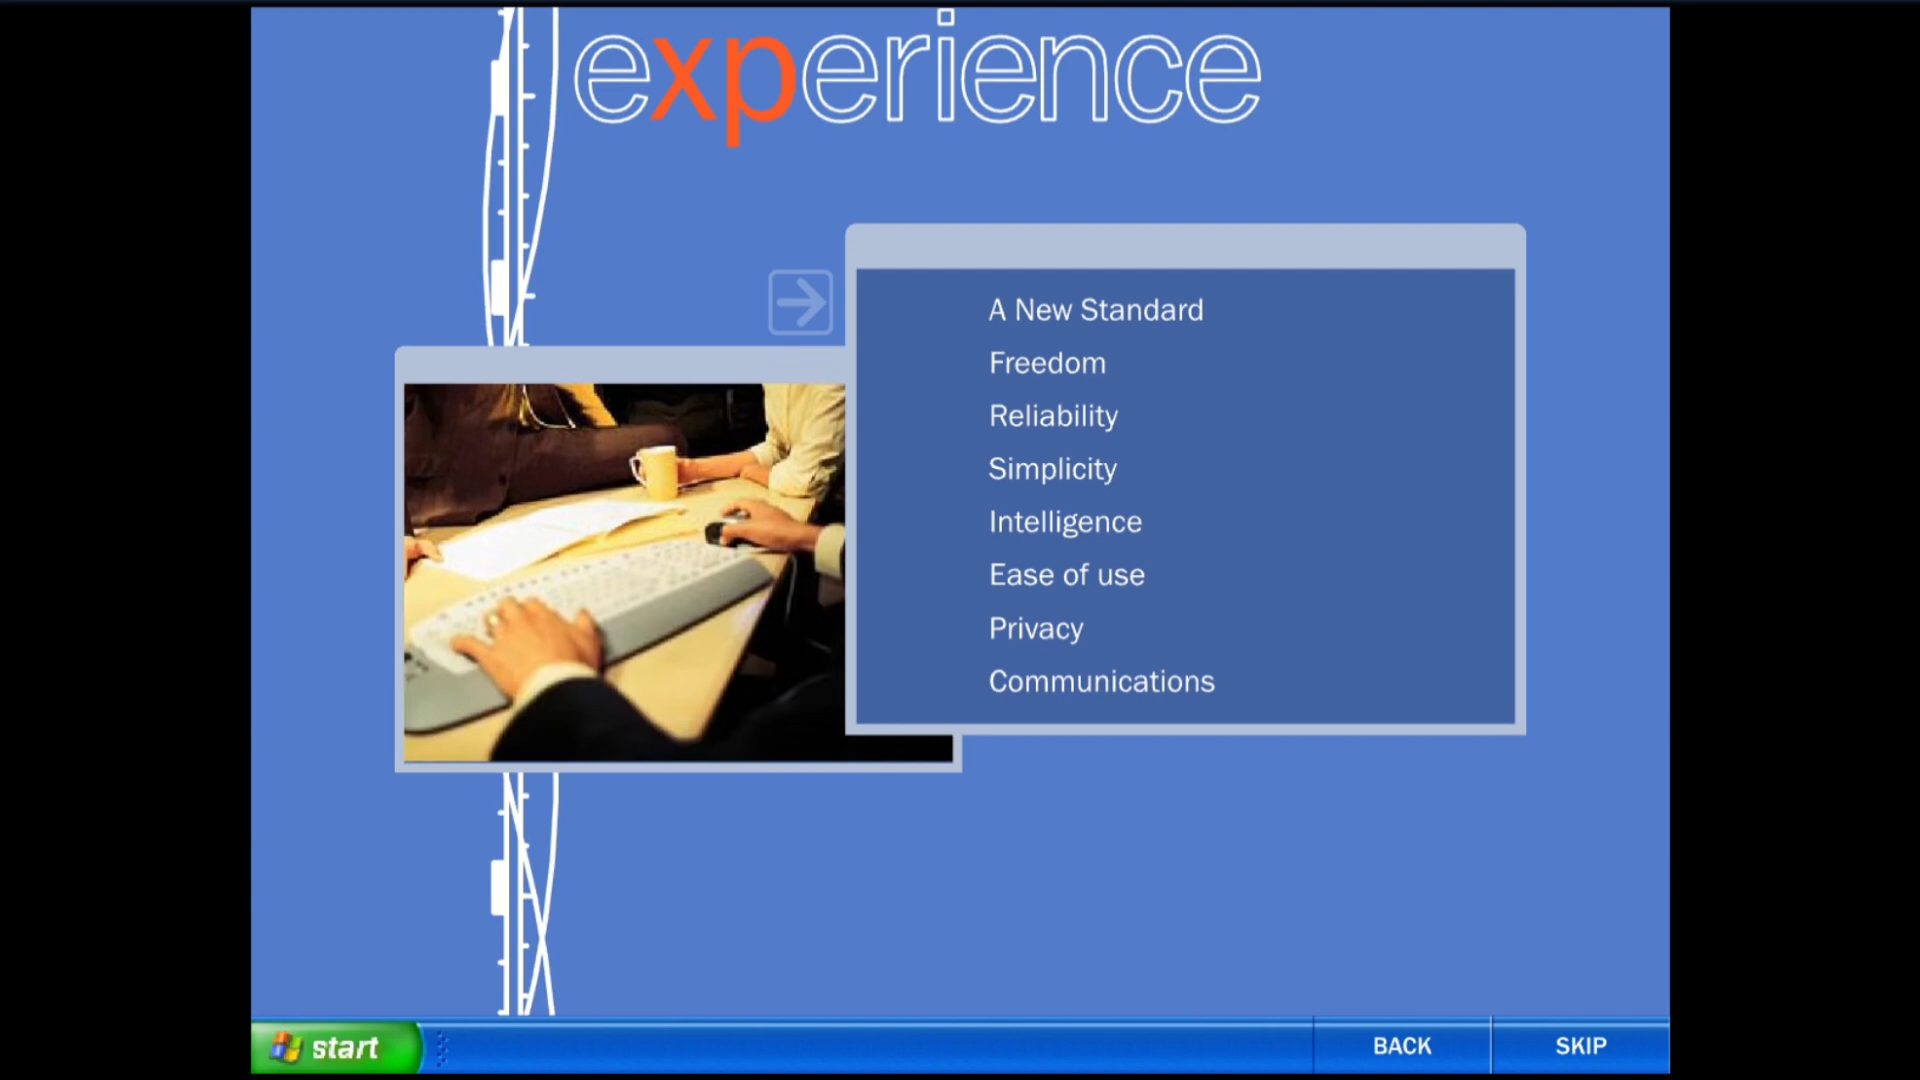 experience
A New Standard
Freedom
Reliability
Simplicity
Intelligence
Ease of use
Privacy
Communications
start
BACK
SKIP